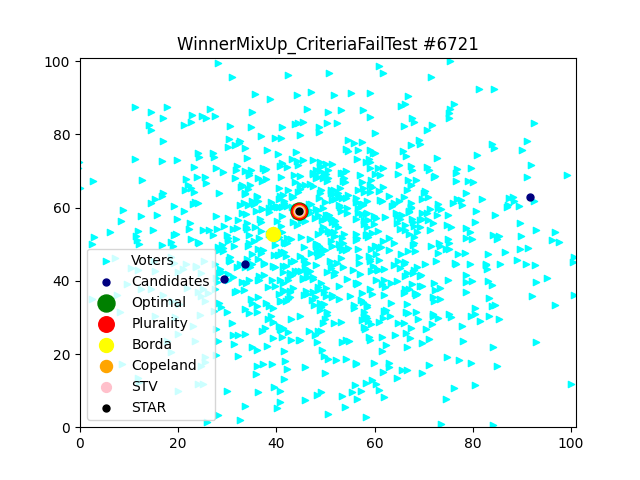 WinnerMixUp_CriteriaFailTest #6721
100
80
60
40
20
0
0 20 40 60 80 100
Voters
Candidates
Optimal
Plurality
Borda
Copeland
STV
STAR